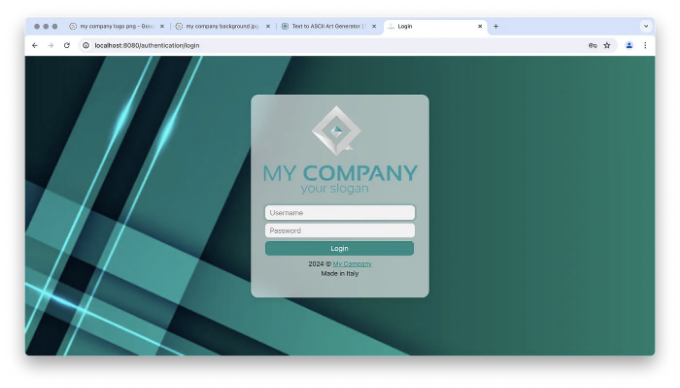 my company logo png - Goo
my company background jpg
Text to ASCII Art Generator (
Login
localhost:8080/authentication/login
MY COMPANY
your slogan
Username
Password
Login
2024 © My Company
Made in Italy